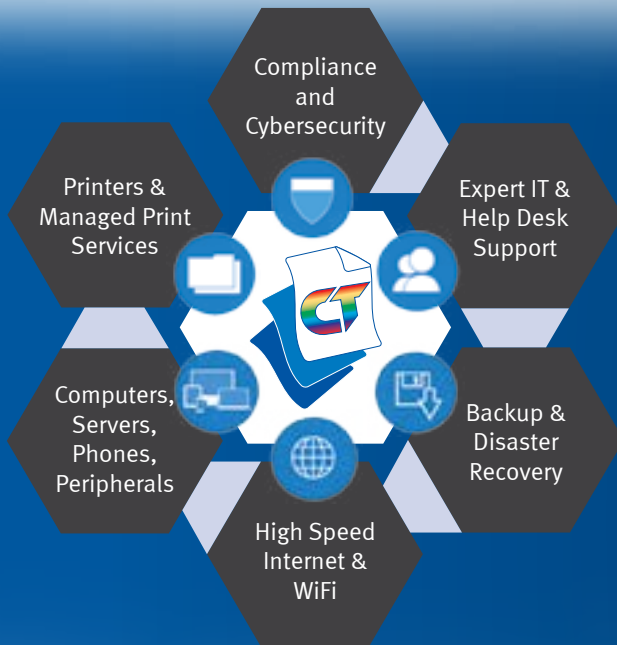 Compliance
and
Cybersecurity
Printers &
Managed Print
Services
Expert IT &
Help Desk
Support
CT
Computers,
Servers,
Phones,
Peripherals
Backup &
Disaster
Recovery
High Speed
Internet &
WiFi